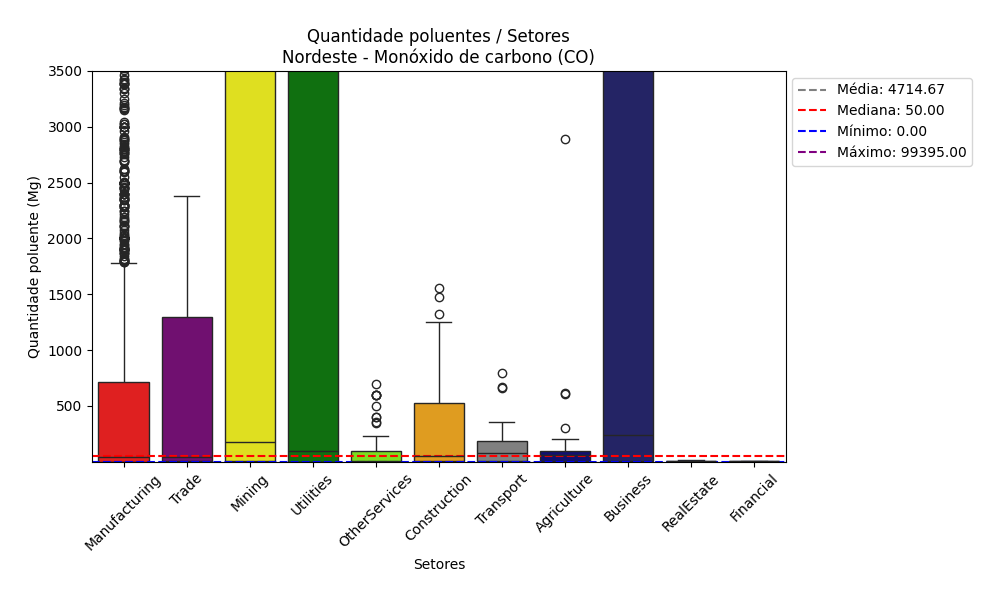 Quantidade poluentes / Setores
Nordeste - Monóxido de carbono (CO)
3500
3000
2500
2000
1500
1000
500
Quantidade poluente (Mg)
Média: 4714.67
Mediana: 50.00
Mínimo: 0.00
Máximo: 99395.00
Manufacturing
Trade
Mining
Utilities
OtherServices
Construction
Transport
Agriculture
Business
RealEstate
Financial
Setores